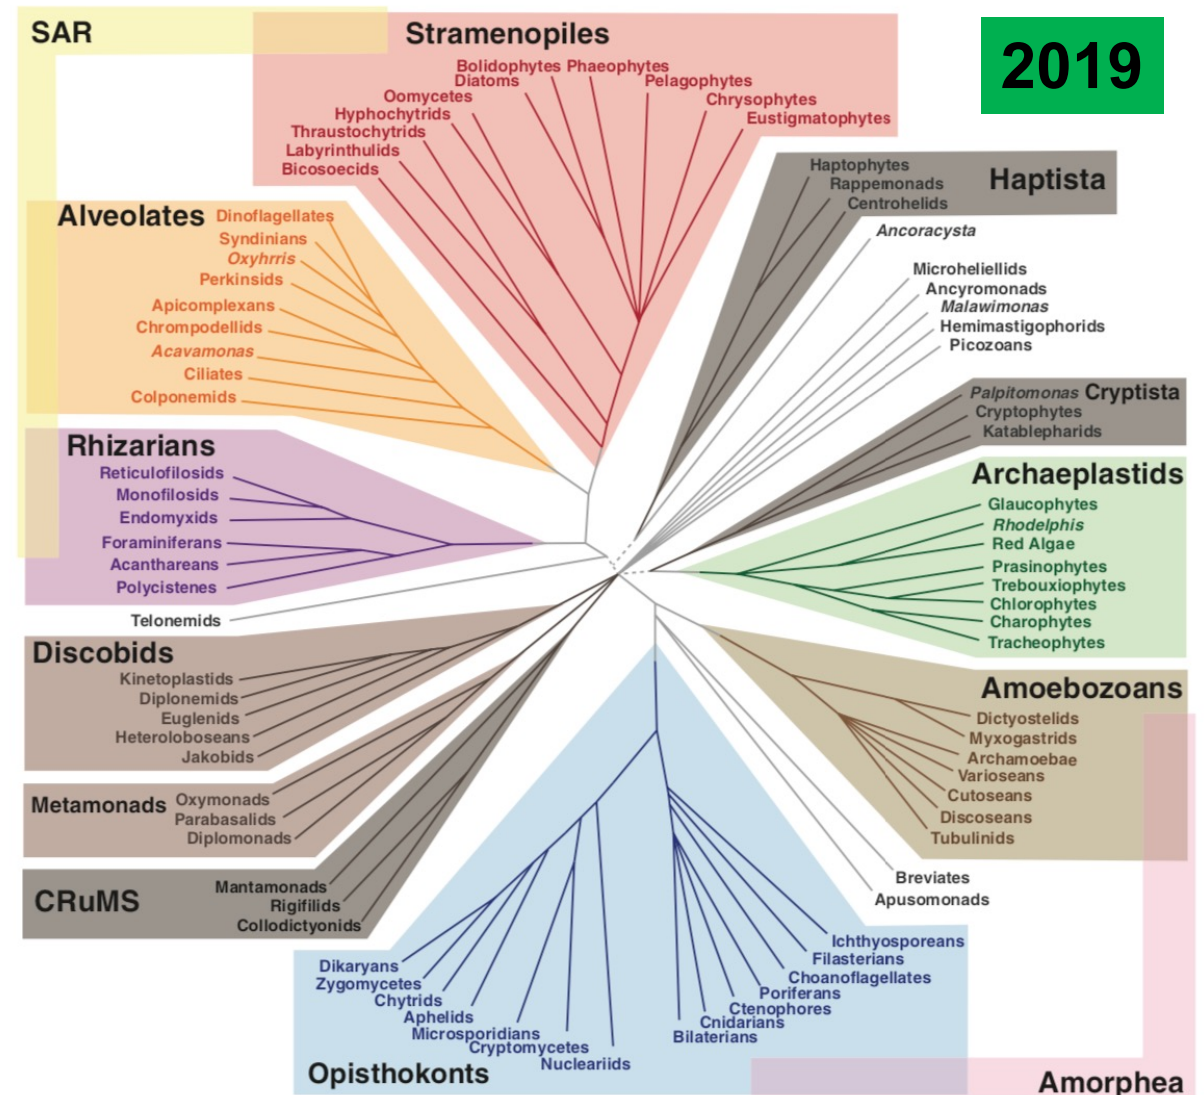 SAR
Stramenopiles
2019
Bolidophytes Phaeophytes
Diatoms
Pelagophytes
Oomycetes
Chrysophytes
Hyphochytrids
Eustigmatophytes
Thraustochytrids
Labyrinthulids
Bicosoecids
Haptophytes
Rappemonads
Centrohelids
Haptista
Alveolates
Dinoflagellates
Syndinians
Oxyhrris
Perkinsids
Apicomplexans
Chrompodellids
Acavamonas
Ciliates
Colponemids
Ancoracysta
Microheliellids
Ancyromonads
Malawimonas
Hemimastigophorids
Picozoans
Palpitomonas Cryptista
Cryptophytes
Katablepharids
Rhizarians
Reticulofilosids
Monofilosids
Endomyxids
Foraminiferans
Acanthareans
Polycistenes
Archaeplastids
Glaucophytes
Rhodelphis
Red Algae
Prasinophytes
Trebouxiophytes
Chlorophytes
Charophytes
Tracheophytes
Telonemids
Discobids
Kinetoplastids
Diplonemids
Euglenids
Heteroloboseans
Jakobids
Amoebozoans
Dictyostelids
Myxogastrids
Archamoebae
Varioseans
Cutoseans
Discoseans
Tubulinids
Metamonads
Oxymonads
Parabasalids
Diplomonads
Breviates
Apusomonads
CRuMS
Mantamonads
Rigifilids
Collodictyonids
Dikaryans
Zygomycetes
Chytrids
Aphelids
Microsporidians
Cryptomycetes
Nucleariids
Ichthyosporeans
Filasterians
Choanoflagellates
Poriferans
Ctenophores
Cnidarians
Bilaterians
Opisthokonts
Amorphea